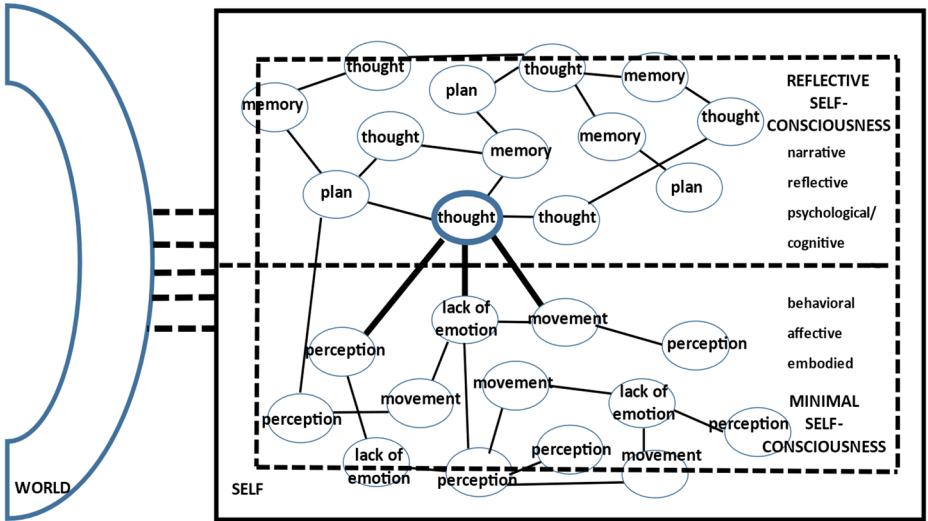 thought
thought
memory
plan
memory
thought
thought
memory
memory
plan
plan
thought
thought
REFLECTIVE
SELF-
CONSCIOUSNESS
narrative
reflective
psychological/
cognitive
lack of
emotion
movement
perception
perception
movement
movement
lack of
emotion
perception
perception
lack of
emotion
perception
perception
movement
behavioral
affective
embodied
MINIMAL
SELF-
CONSCIOUSNESS
WORLD
SELF